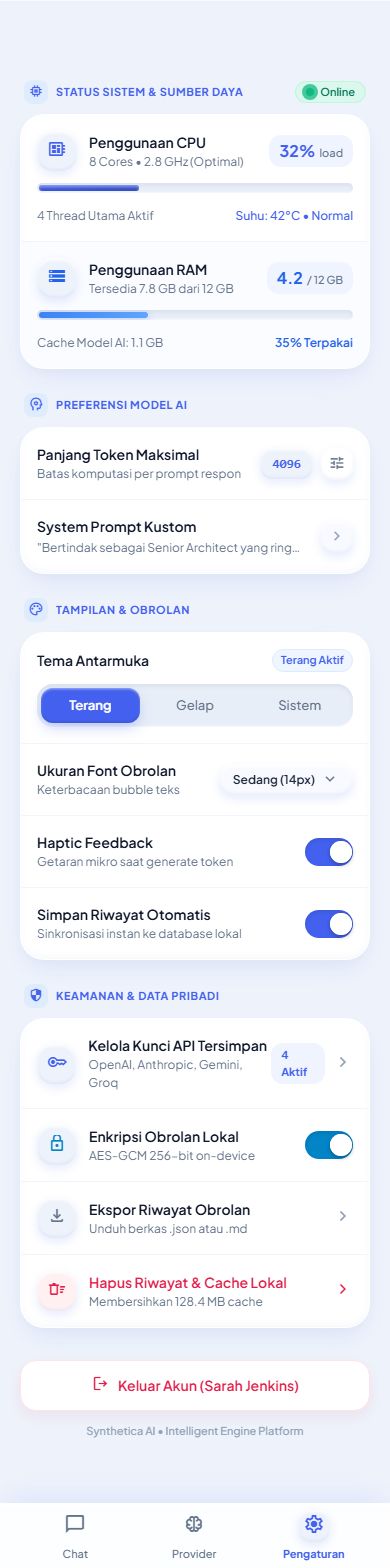 STATUS SISTEM & SUMBER DAYA
Online
Penggunaan CPU
8 Cores • 2.8 GHz (Optimal)
32% load
4 Thread Utama Aktif
Suhu: 42°C • Normal
Penggunaan RAM
Tersedia 7.8 GB dari 12 GB
4.2 / 12 GB
Cache Model AI: 1.1 GB
35% Terpakai
PREFERENSI MODEL AI
Panjang Token Maksimal
Batas komputasi per prompt respon
4096
System Prompt Kustom
"Bertindak sebagai Senior Architect yang ring...
TAMPILAN & OBROLAN
Tema Antarmuka
Terang Aktif
Terang
Gelap
Sistem
Ukuran Font Obrolan
Keterbacaan bubble teks
Sedang (14px)
Haptic Feedback
Getaran mikro saat generate token
Simpan Riwayat Otomatis
Sinkronisasi instan ke database lokal
KEAMANAN & DATA PRIBADI
Kelola Kunci API Tersimpan
OpenAI, Anthropic, Gemini,
Groq
4
Aktif
Enkripsi Obrolan Lokal
AES-GCM 256-bit on-device
Ekspor Riwayat Obrolan
Unduh berkas .json atau .md
Hapus Riwayat & Cache Lokal
Membersihkan 128.4 MB cache
Keluar Akun (Sarah Jenkins)
Synthetica AI • Intelligent Engine Platform
Chat
Provider
Pengaturan